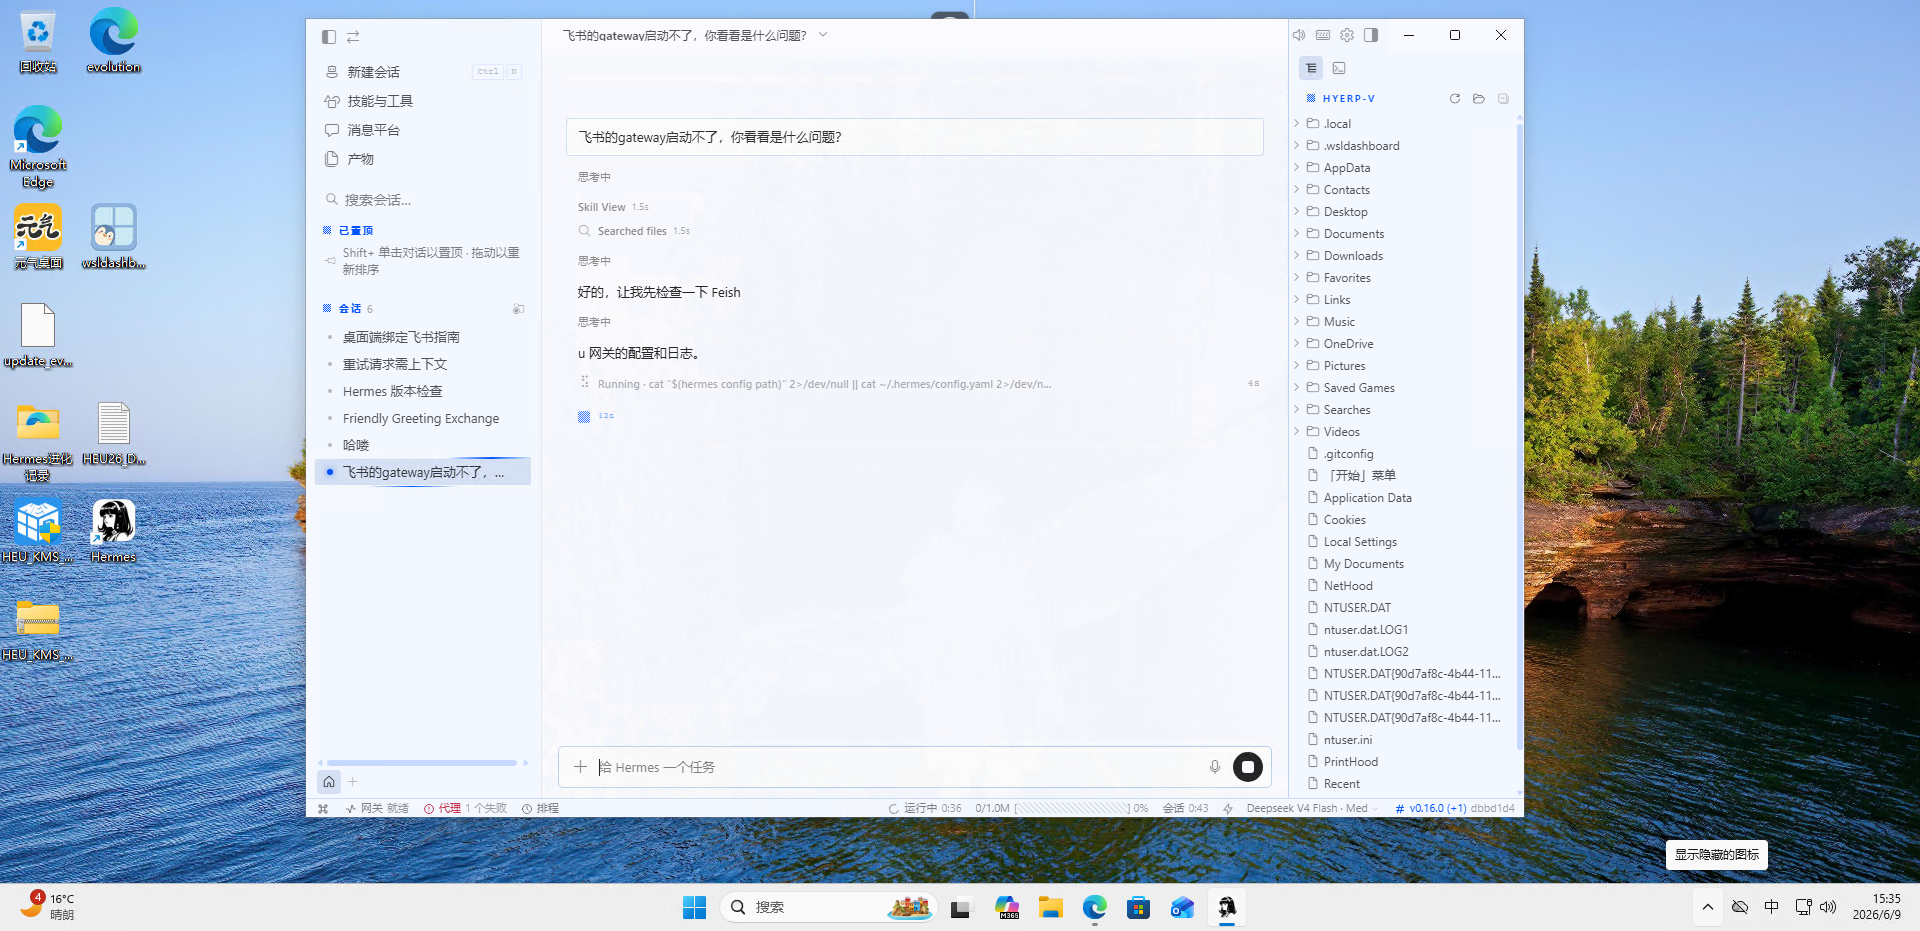 回收站
evolution
Microsoft Edge
元气桌面
wsldashb...
update_ev...
Hermes进化记录
HEU26_D...
HEU_KMS_...
Hermes
HEU_KMS_...
新建会话
Ctrl N
技能与工具
消息平台
产物
搜索会话...
已置顶
Shift+ 单击对话以置顶 · 拖动以重新排序
会话 6
桌面端绑定飞书指南
重试请求需上下文
Hermes 版本检查
Friendly Greeting Exchange
哈喽
飞书的gateway启动不了，...
飞书的gateway启动不了，你看看是什么问题？
飞书的gateway启动不了，你看看是什么问题？
思考中
Skill View 1.5s
Searched files 1.5s
思考中
好的，让我先检查一下 Feish
思考中
u 网关的配置和日志。
Running · cat "$(hermes config path)" 2>/dev/null || cat ~/.hermes/config.yaml 2>/dev/n...
4s
12s
给 Hermes 一个任务
HYERP-V
.local
.wsldashboard
AppData
Contacts
Desktop
Documents
Downloads
Favorites
Links
Music
OneDrive
Pictures
Saved Games
Searches
Videos
.gitconfig
「开始」菜单
Application Data
Cookies
Local Settings
My Documents
NetHood
NTUSER.DAT
ntuser.dat.LOG1
ntuser.dat.LOG2
NTUSER.DAT{90d7af8c-4b44-11...
NTUSER.DAT{90d7af8c-4b44-11...
NTUSER.DAT{90d7af8c-4b44-11...
ntuser.ini
PrintHood
Recent
网关 就绪
代理 1 个失败
排程
运行中 0:36
0/1.0M [ ] 0%
会话 0:43
Deepseek V4 Flash · Med
# v0.16.0 (+1) dbbd1d4
显示隐藏的图标
4
16°C
晴朗
搜索
M365
中
15:35
2026/6/9